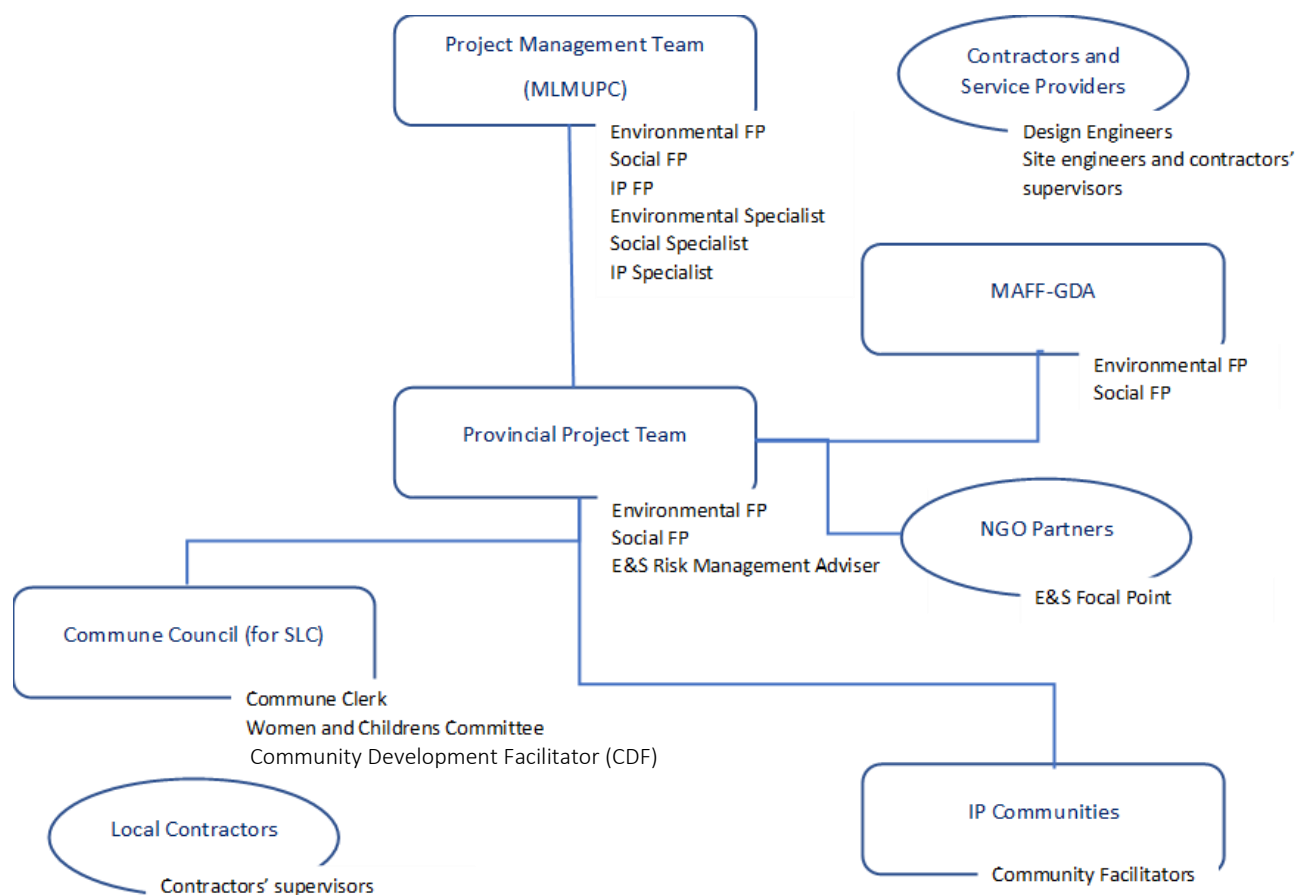 Project Management Team
(MLMUPC)
Environmental FP
Social FP
IP FP
Environmental Specialist
Social Specialist
IP Specialist
Contractors and
Service Providers
Design Engineers
Site engineers and contractors'
supervisors
MAFF-GDA
Environmental FP
Social FP
Provincial Project Team
Environmental FP
Social FP
E&S Risk Management Adviser
NGO Partners
E&S Focal Point
Commune Council (for SLC)
Commune Clerk
Women and Childrens Committee
Community Development Facilitator (CDF)
Local Contractors
Contractors' supervisors
IP Communities
Community Facilitators